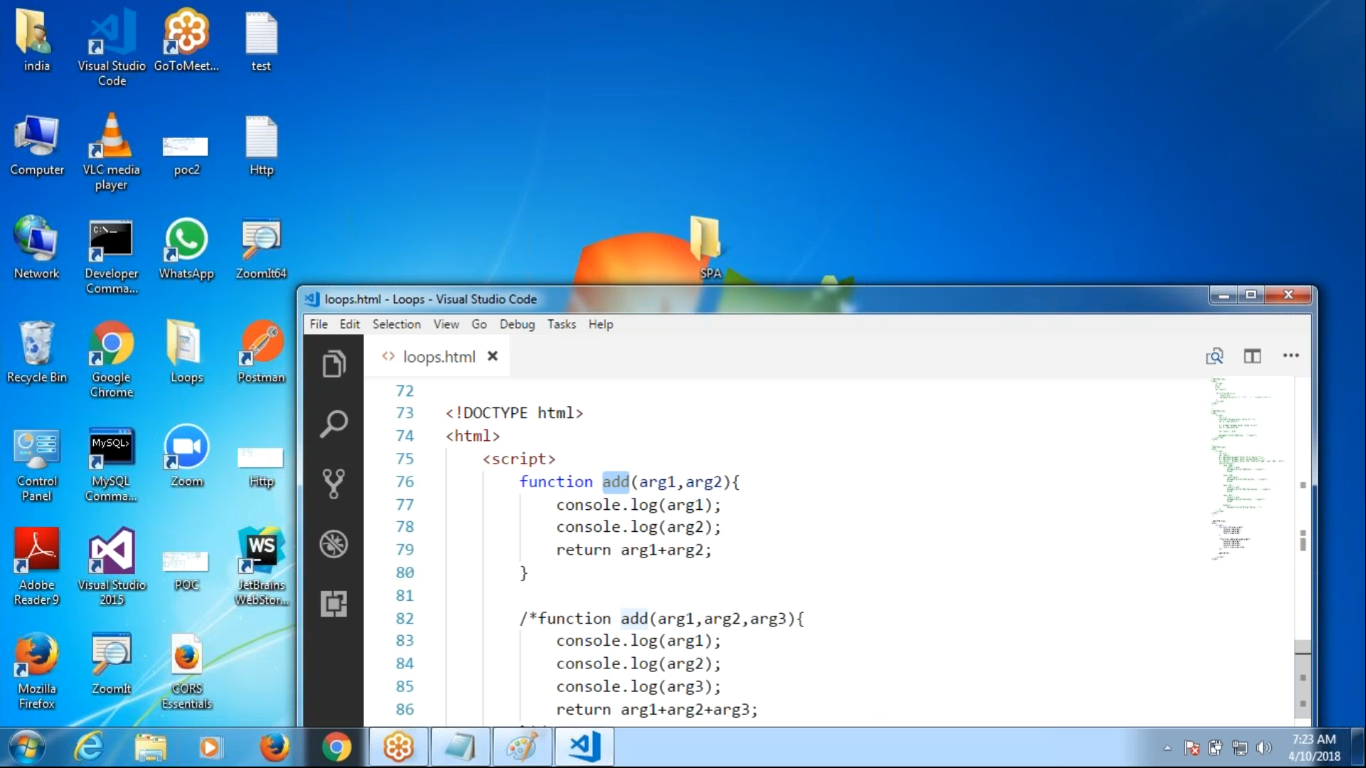 india
Visual Studio
Code
GoToMeet...
test
Computer
VLC media
player
poc2
Http
Network
Developer
Comma...
WhatsApp
ZoomIt64
SPA
Recycle Bin
Google
Chrome
Loops
Postman
Control
Panel
MySQL>
MySQL
Comma...
Zoom
Http
Adobe
Reader 9
Visual Studio
2015
POC
WS
JetBrains
WebStor...
Mozilla
Firefox
ZoomIt
CORS
Essentials
loops.html - Loops - Visual Studio Code
File Edit Selection View Go Debug Tasks Help
<> loops.html
72
73 <!DOCTYPE html>
74 <html>
75 <script>
76 function add(arg1,arg2){
77 console.log(arg1);
78 console.log(arg2);
79 return arg1+arg2;
80 }
81
82 /*function add(arg1,arg2,arg3){
83 console.log(arg1);
84 console.log(arg2);
85 console.log(arg3);
86 return arg1+arg2+arg3;
7:23 AM
4/10/2018